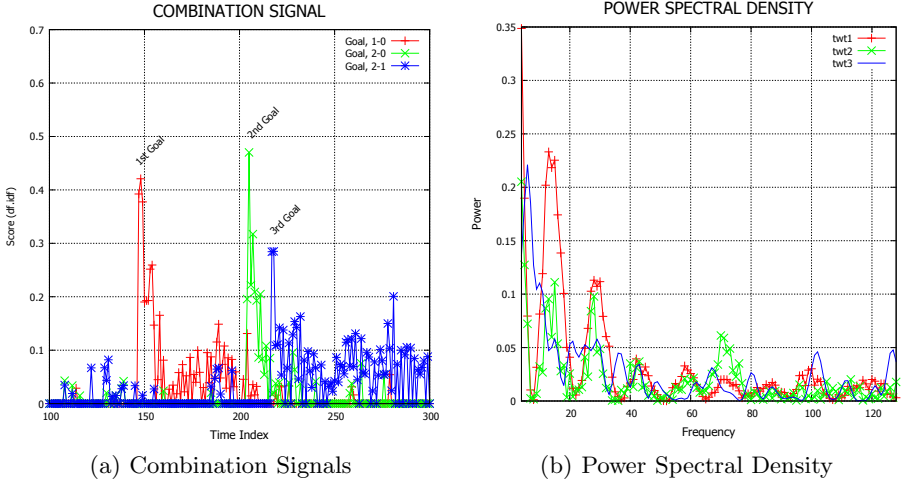 COMBINATION SIGNAL
0.7
0.6
0.5
0.4
0.3
0.2
0.1
0
Score (df.idf)
Goal, 1-0
Goal, 2-0
Goal, 2-1
1st Goal
2nd Goal
3rd Goal
100
150
200
250
300
Time Index
(a) Combination Signals
POWER SPECTRAL DENSITY
0.35
0.3
0.25
0.2
0.15
0.1
0.05
0
Power
twt1
twt2
twt3
20
40
60
80
100
120
Frequency
(b) Power Spectral Density